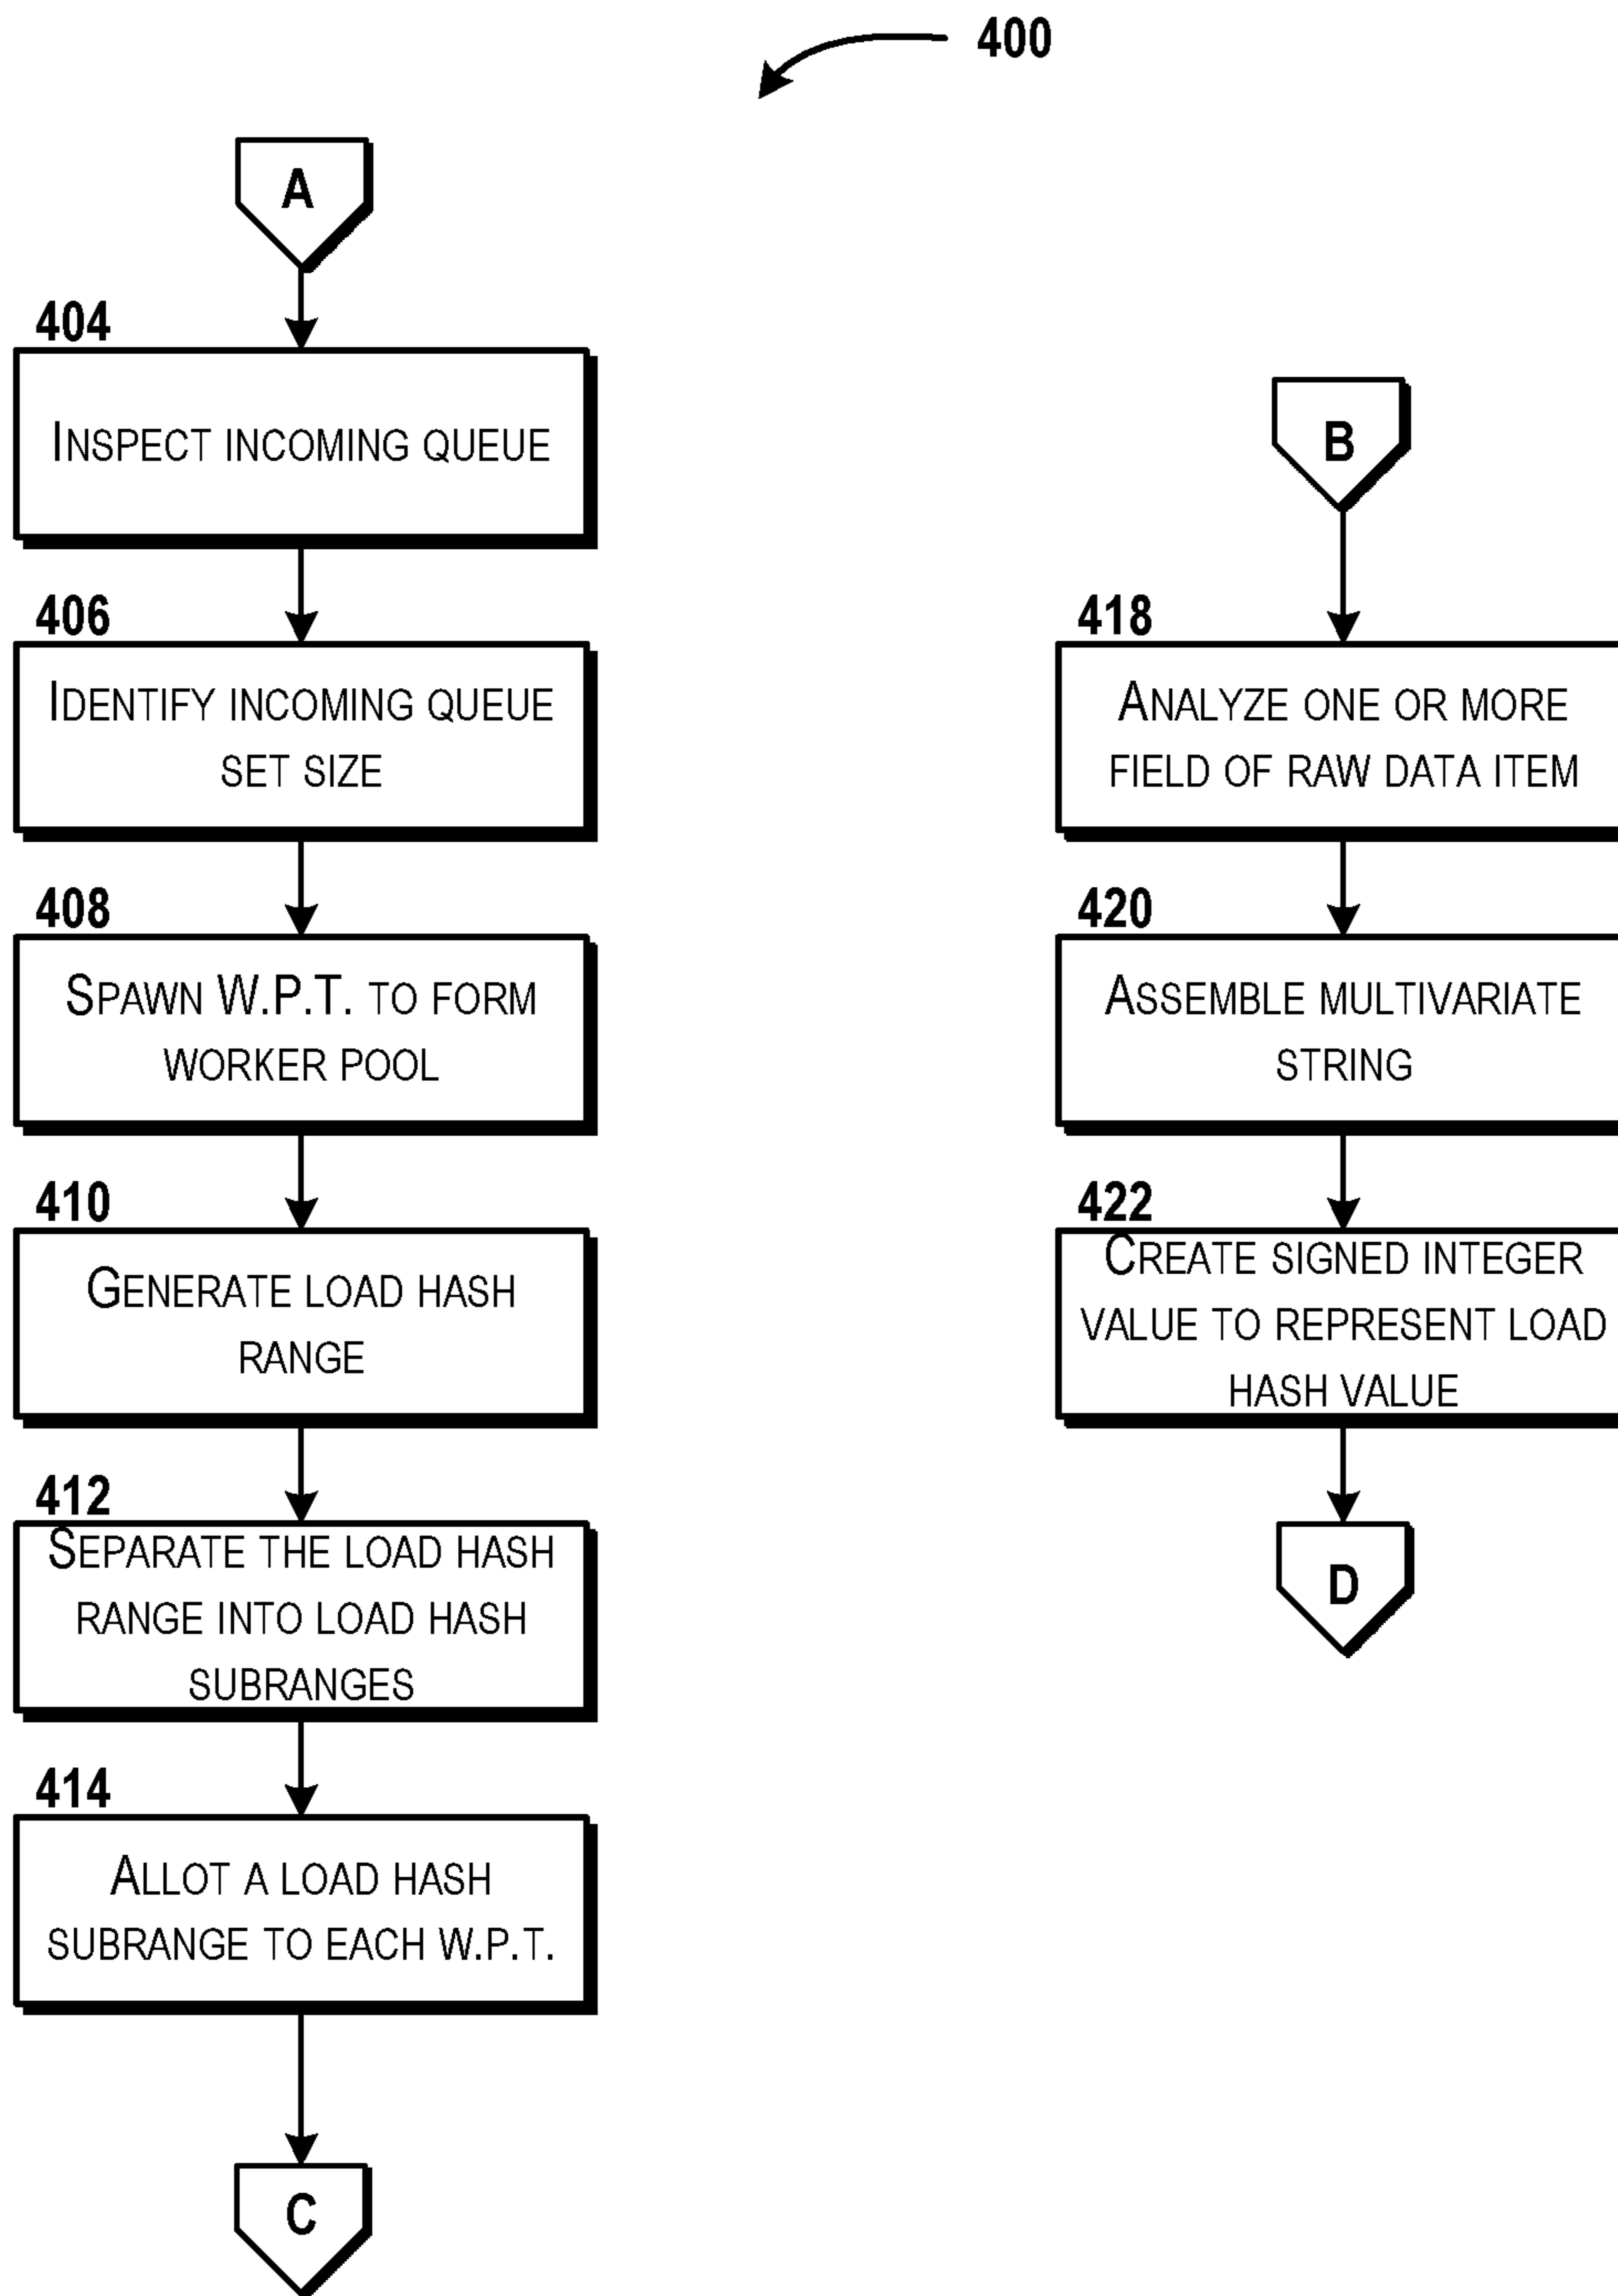 400
A
404
INSPECT INCOMING QUEUE
406
IDENTIFY INCOMING QUEUE
SET SIZE
408
SPAWN W.P.T. TO FORM
WORKER POOL
410
GENERATE LOAD HASH
RANGE
412
SEPARATE THE LOAD HASH
RANGE INTO LOAD HASH
SUBRANGES
414
ALLOT A LOAD HASH
SUBRANGE TO EACH W.P.T.
C
B
418
ANALYZE ONE OR MORE
FIELD OF RAW DATA ITEM
420
ASSEMBLE MULTIVARIATE
STRING
422
CREATE SIGNED INTEGER
VALUE TO REPRESENT LOAD
HASH VALUE
D